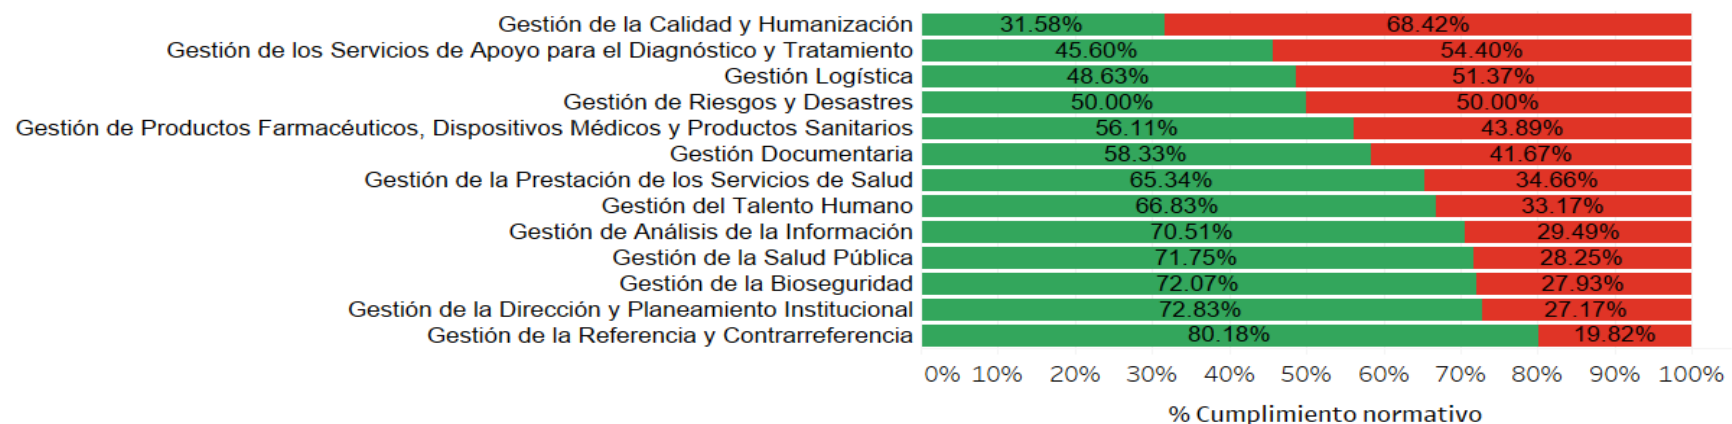 Gestión de la Calidad y Humanización 31.58% 68.42%
Gestión de los Servicios de Apoyo para el Diagnóstico y Tratamiento 45.60% 54.40%
Gestión Logística 48.63% 51.37%
Gestión de Riesgos y Desastres 50.00% 50.00%
Gestión de Productos Farmacéuticos, Dispositivos Médicos y Productos Sanitarios 56.11% 43.89%
Gestión Documentaria 58.33% 41.67%
Gestión de la Prestación de los Servicios de Salud 65.34% 34.66%
Gestión del Talento Humano 66.83% 33.17%
Gestión de Análisis de la Información 70.51% 29.49%
Gestión de la Salud Pública 71.75% 28.25%
Gestión de la Bioseguridad 72.07% 27.93%
Gestión de la Dirección y Planeamiento Institucional 72.83% 27.17%
Gestión de la Referencia y Contrarreferencia 80.18% 19.82%
0% 10% 20% 30% 40% 50% 60% 70% 80% 90% 100%
% Cumplimiento normativo